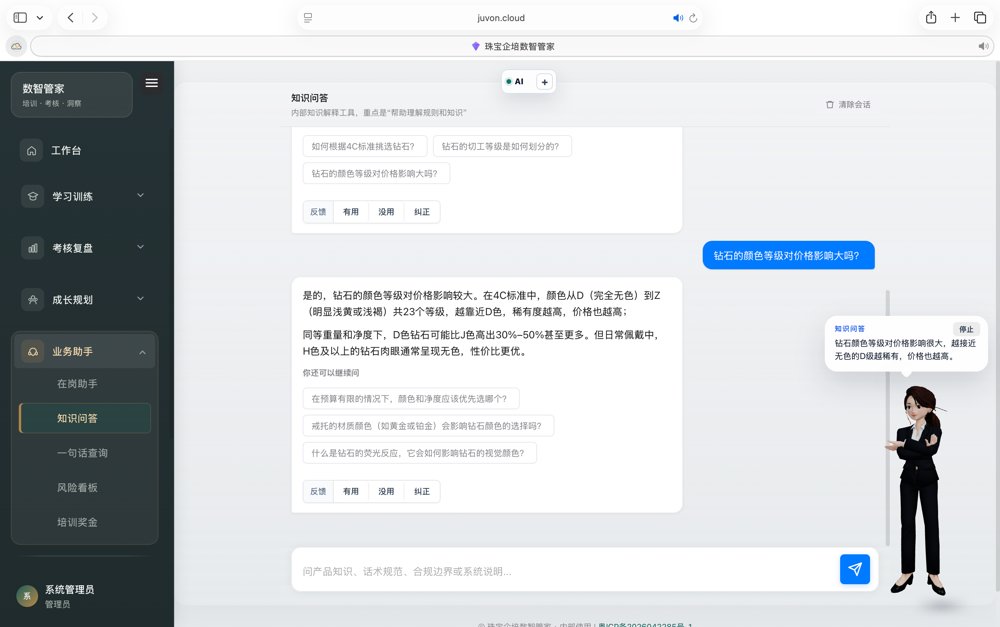 juvon.cloud
珠宝企培数智管家
数智管家
培训 · 考核 · 洞察
工作台
学习训练
考核复盘
成长规划
业务助手
在岗助手
知识问答
一句话查询
风险看板
培训奖金
系
系统管理员
管理员
AI
知识问答
内部知识解释工具，重点是“帮助理解规则和知识”
清除会话
如何根据4C标准挑选钻石？
钻石的切工等级是如何划分的？
钻石的颜色等级对价格影响大吗？
反馈 有用 没用 纠正
钻石的颜色等级对价格影响大吗？
是的，钻石的颜色等级对价格影响较大。在4C标准中，颜色从D（完全无色）到Z
（明显浅黄或浅褐）共23个等级，越靠近D色，稀有度越高，价格也越高；
同等重量和净度下，D色钻石可能比J色高出30%–50%甚至更多。但日常佩戴中，
H色及以上的钻石肉眼通常呈现无色，性价比更优。
你还可以继续问
在预算有限的情况下，颜色和净度应该优先选哪个？
戒托的材质颜色（如黄金或铂金）会影响钻石颜色的选择吗？
什么是钻石的荧光反应，它会如何影响钻石的视觉颜色？
反馈 有用 没用 纠正
知识问答
停止
钻石颜色等级对价格影响很大，越接近
无色的D级越稀有，价格也越高。
问产品知识、话术规范、合规边界或系统说明...
© 珠宝企培数智管家 · 内部使用 | 粤ICP备2026042285号-1